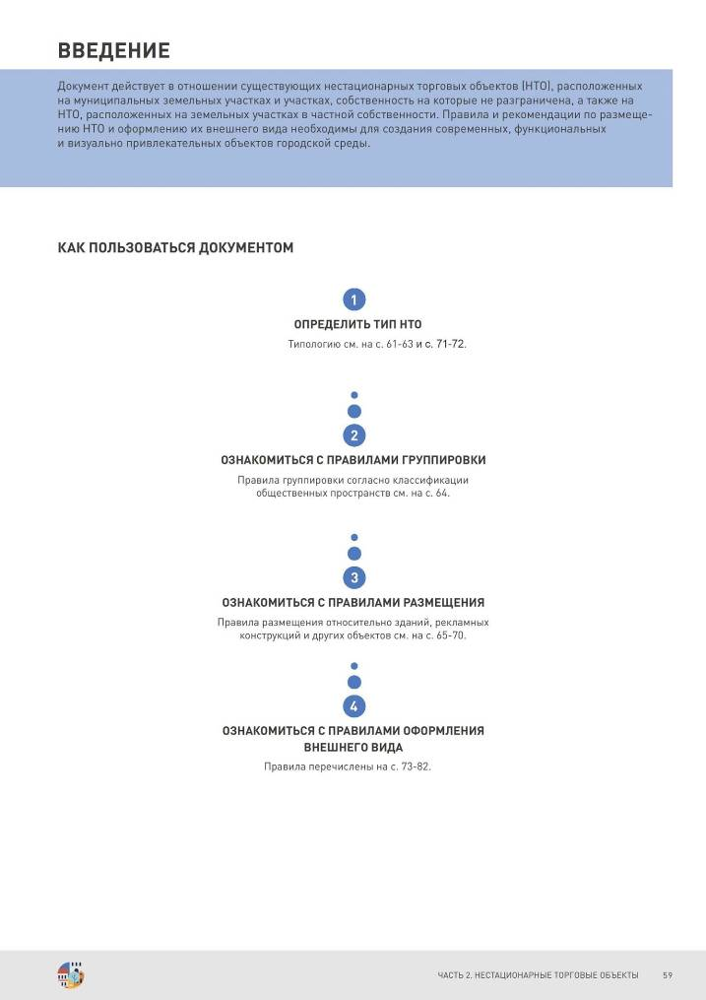 ВВЕДЕНИЕ
Документ действует в отношении существующих нестационарных торговых объектов (НТО), расположенных
на муниципальных земельных участках и участках, собственность на которые не разграничена, а также на
НТО, расположенных на земельных участках в частной собственности. Правила и рекомендации по размеще-
нию НТО и оформлению их внешнего вида необходимы для создания современных, функциональных
и визуально привлекательных объектов городской среды.
КАК ПОЛЬЗОВАТЬСЯ ДОКУМЕНТОМ
1
ОПРЕДЕЛИТЬ ТИП НТО
Типологию см. на с. 61-63 и с. 71-72.
2
ОЗНАКОМИТЬСЯ С ПРАВИЛАМИ ГРУППИРОВКИ
Правила группировки согласно классификации
общественных пространств см. на с. 64.
3
ОЗНАКОМИТЬСЯ С ПРАВИЛАМИ РАЗМЕЩЕНИЯ
Правила размещения относительно зданий, рекламных
конструкций и других объектов см. на с. 65-70.
4
ОЗНАКОМИТЬСЯ С ПРАВИЛАМИ ОФОРМЛЕНИЯ
ВНЕШНЕГО ВИДА
Правила перечислены на с. 73-82.
ЧАСТЬ 2. НЕСТАЦИОНАРНЫЕ ТОРГОВЫЕ ОБЪЕКТЫ 59